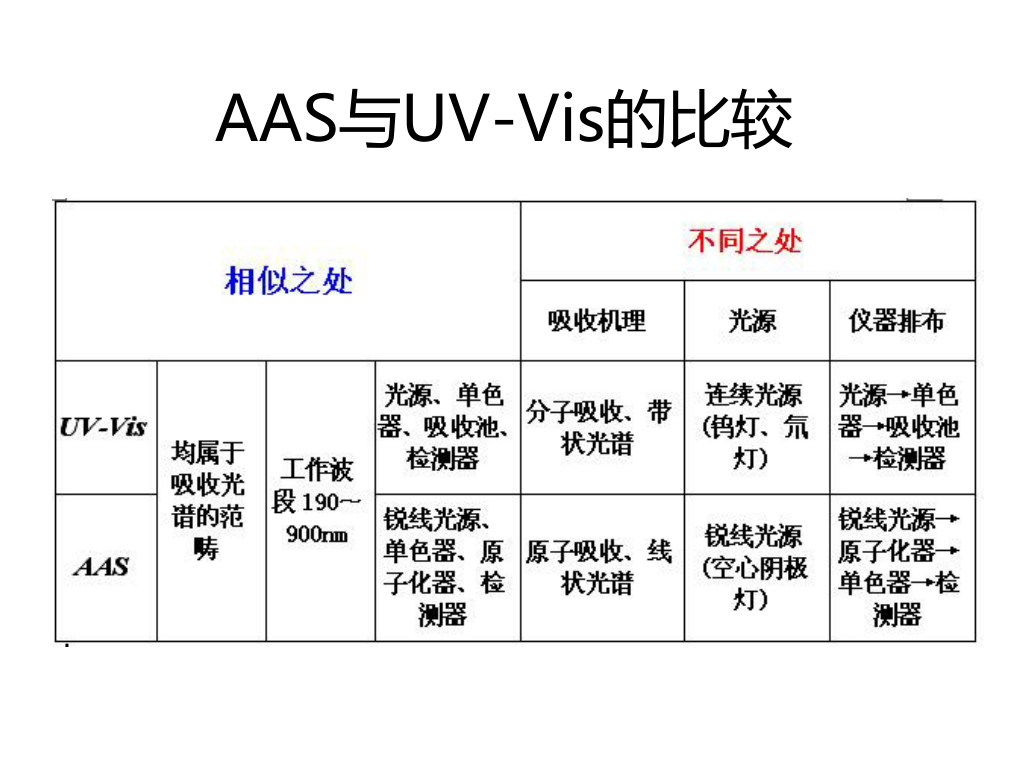 AAS与UV-Vis的比较
相似之处
不同之处
吸收机理
光源
仪器排布
UV-Vis
均属于
吸收光
谱的范
畴
工作波
段190～
900nm
光源、单色
器、吸收池、
检测器
分子吸收、带
状光谱
连续光源
(钨灯、氘
灯)
光源→单色
器→吸收池
→检测器
AAS
锐线光源、
单色器、原
子化器、检
测器
原子吸收、线
状光谱
锐线光源
(空心阴极
灯)
锐线光源→
原子化器→
单色器→检
测器